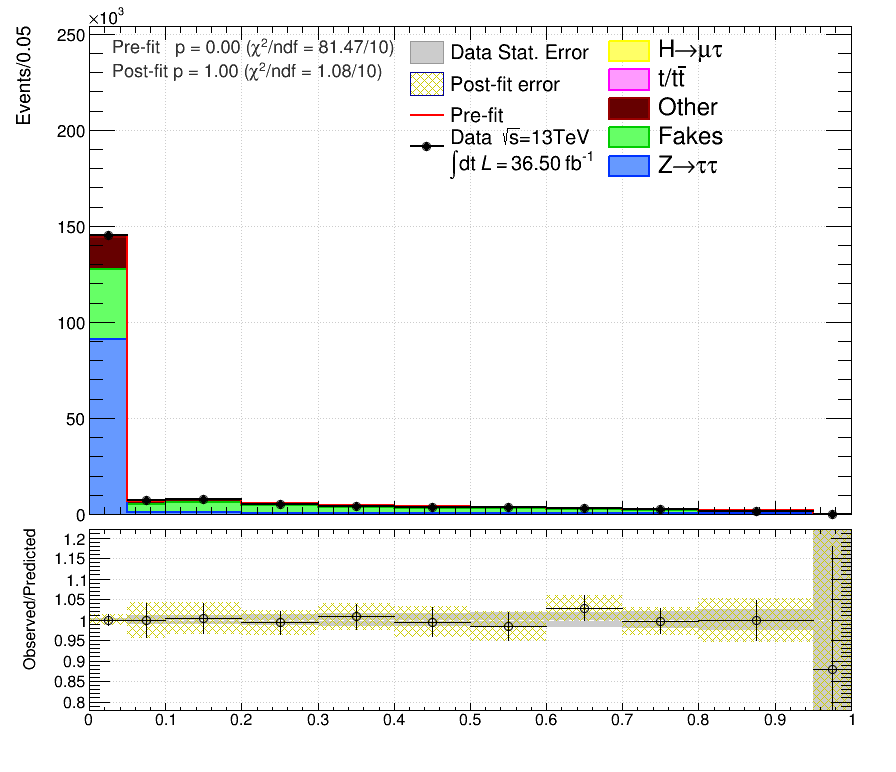 ×10³
Events/0.05
250
200
150
100
50
0
Pre-fit p = 0.00 (χ²/ndf = 81.47/10)
Post-fit p = 1.00 (χ²/ndf = 1.08/10)
Data Stat. Error
Post-fit error
Pre-fit
Data √s=13TeV
∫dt L = 36.50 fb⁻¹
H→μτ
t/tt̄
Other
Fakes
Z→ττ
Observed/Predicted
1.2
1.15
1.1
1.05
1
0.95
0.9
0.85
0.8
0 0.1 0.2 0.3 0.4 0.5 0.6 0.7 0.8 0.9 1